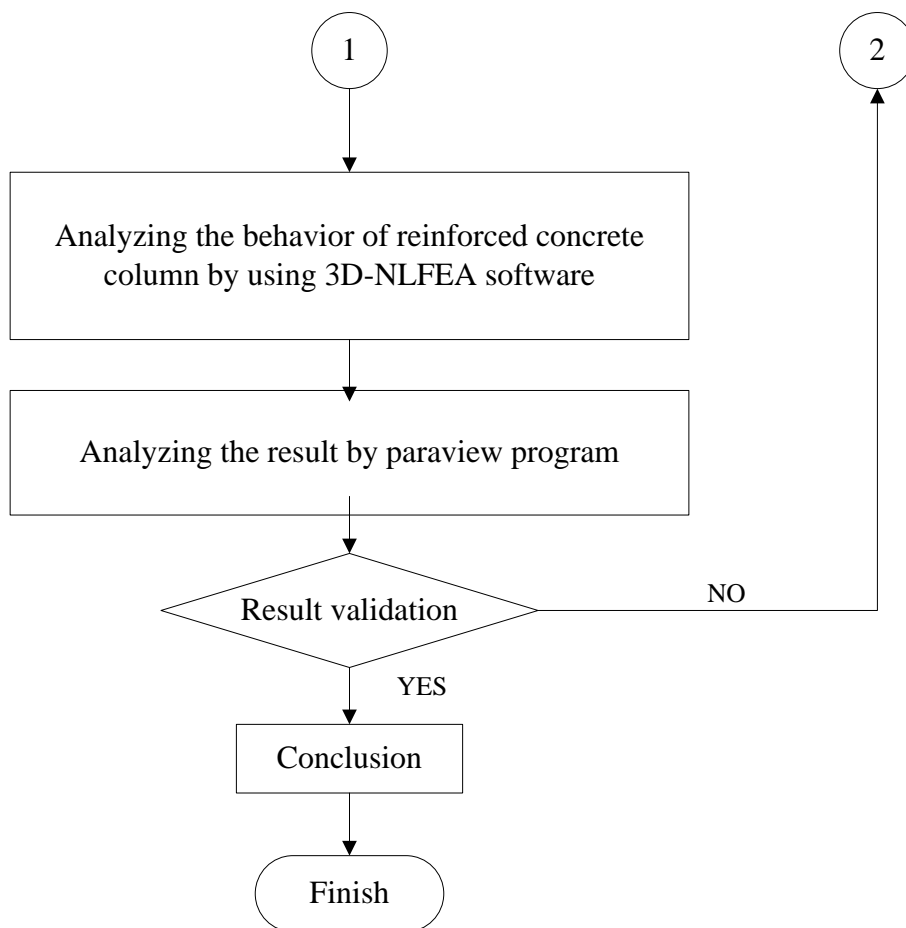 1
2
Analyzing the behavior of reinforced concrete
column by using 3D-NLFEA software
Analyzing the result by paraview program
Result validation
NO
YES
Conclusion
Finish